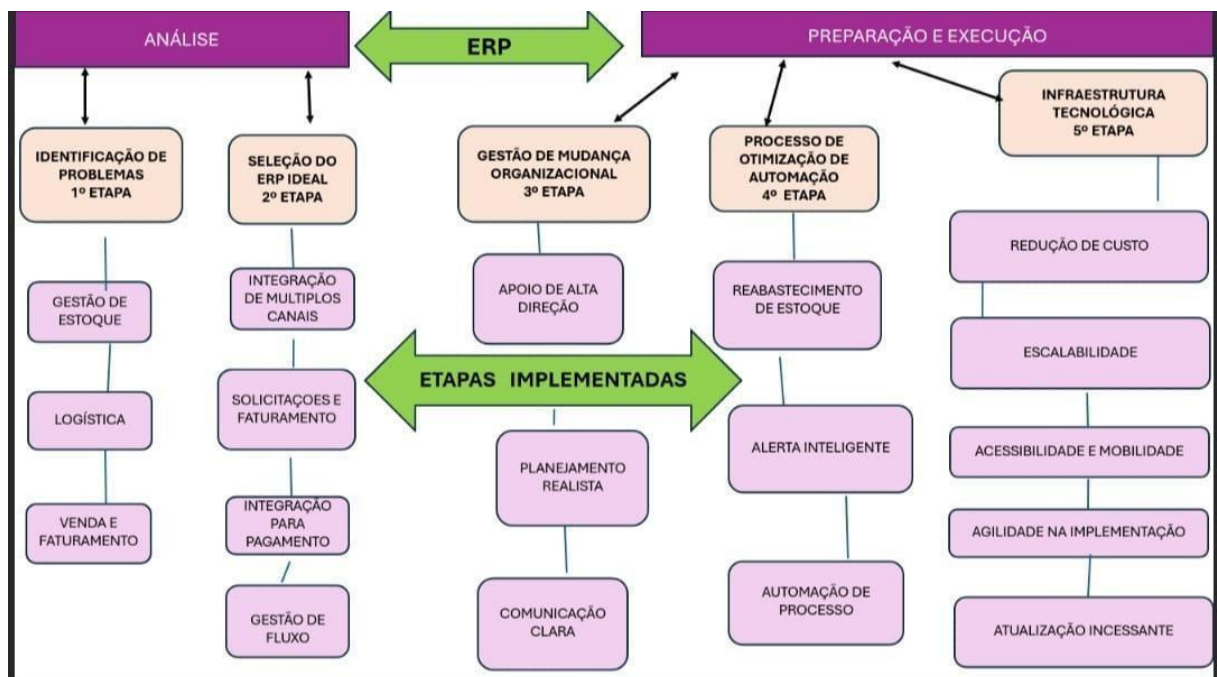 ANÁLISE
ERP
PREPARAÇÃO E EXECUÇÃO
IDENTIFICAÇÃO DE
PROBLEMAS
1º ETAPA
SELEÇÃO DO
ERP IDEAL
2º ETAPA
GESTÃO DE MUDANÇA
ORGANIZACIONAL
3º ETAPA
PROCESSO DE
OTIMIZAÇÃO DE
AUTOMAÇÃO
4º ETAPA
INFRAESTRUTURA
TECNOLÓGICA
5º ETAPA
GESTÃO DE
ESTOQUE
LOGÍSTICA
VENDA E
FATURAMENTO
INTEGRAÇÃO
DE MULTIPLOS
CANAIS
SOLICITAÇOES E
FATURAMENTO
INTEGRAÇÃO
PARA
PAGAMENTO
GESTÃO DE
FLUXO
APOIO DE ALTA
DIREÇÃO
ETAPAS IMPLEMENTADAS
PLANEJAMENTO
REALISTA
COMUNICAÇÃO
CLARA
REABASTECIMENTO
DE ESTOQUE
ALERTA INTELIGENTE
AUTOMAÇÃO DE
PROCESSO
REDUÇÃO DE CUSTO
ESCALABILIDADE
ACESSIBILIDADE E MOBILIDADE
AGILIDADE NA IMPLEMENTAÇÃO
ATUALIZAÇÃO INCESSANTE